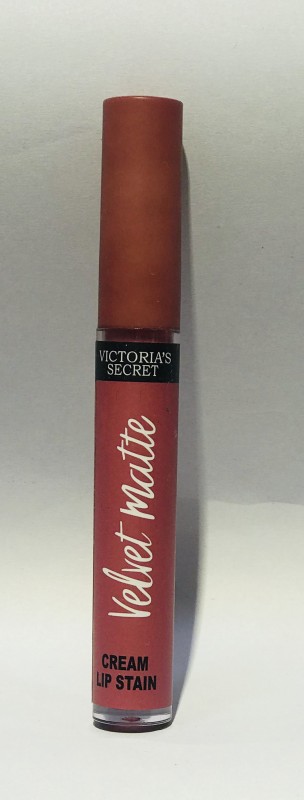 VICTORIA'S
SECRET
Velvet Matte
CREAM
LIP STAIN